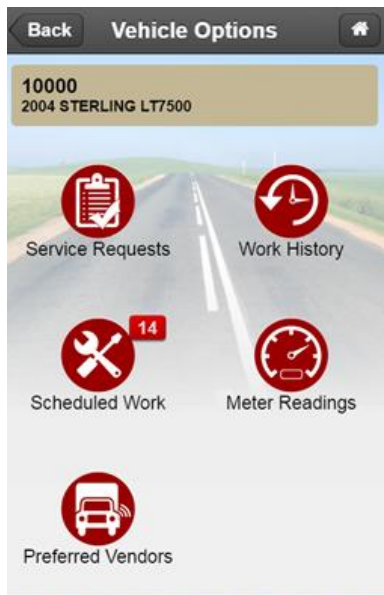 Back
Vehicle Options
10000
2004 STERLING LT7500
Service Requests
Work History
14
Scheduled Work
Meter Readings
Preferred Vendors